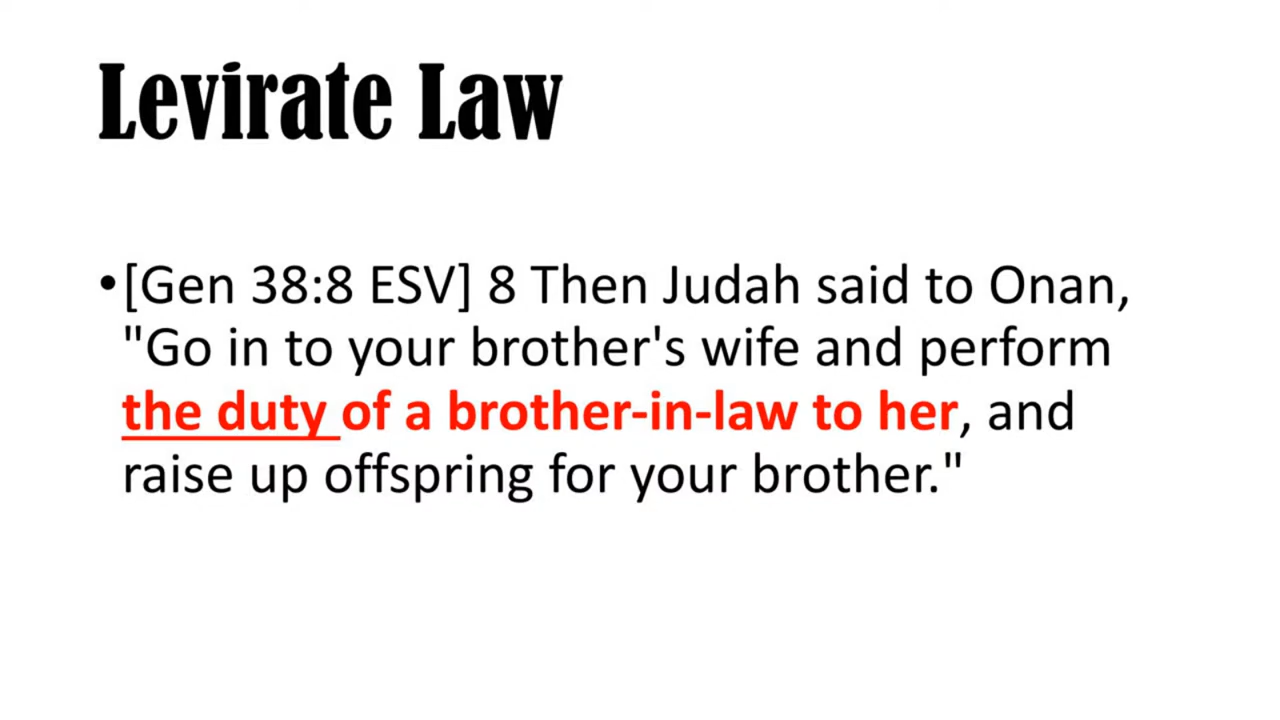 Levirate Law
•[Gen 38:8 ESV] 8 Then Judah said to Onan,
"Go in to your brother's wife and perform
the duty of a brother-in-law to her, and
raise up offspring for your brother."